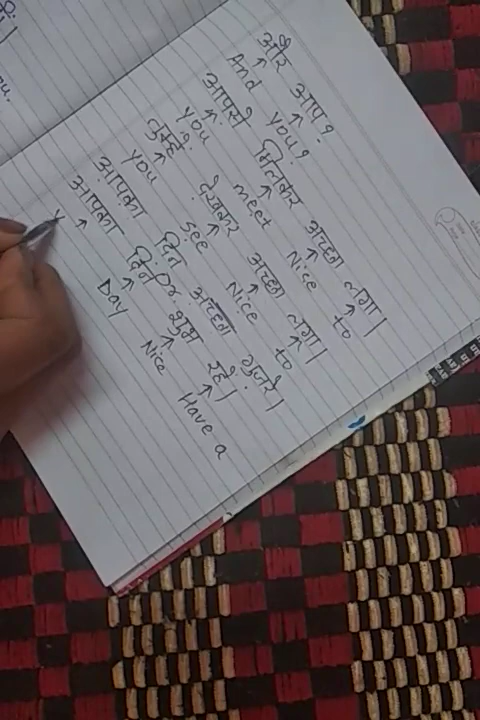 और आप?
And you?
आपसे मिलकर अच्छा लगा।
you meet Nice to
तुम्हे देखकर अच्छा लगा।
you see Nice to
आपका दिन अच्छा गुजरे।
आपका दिन शुभ रहे।
Day Nice Have a